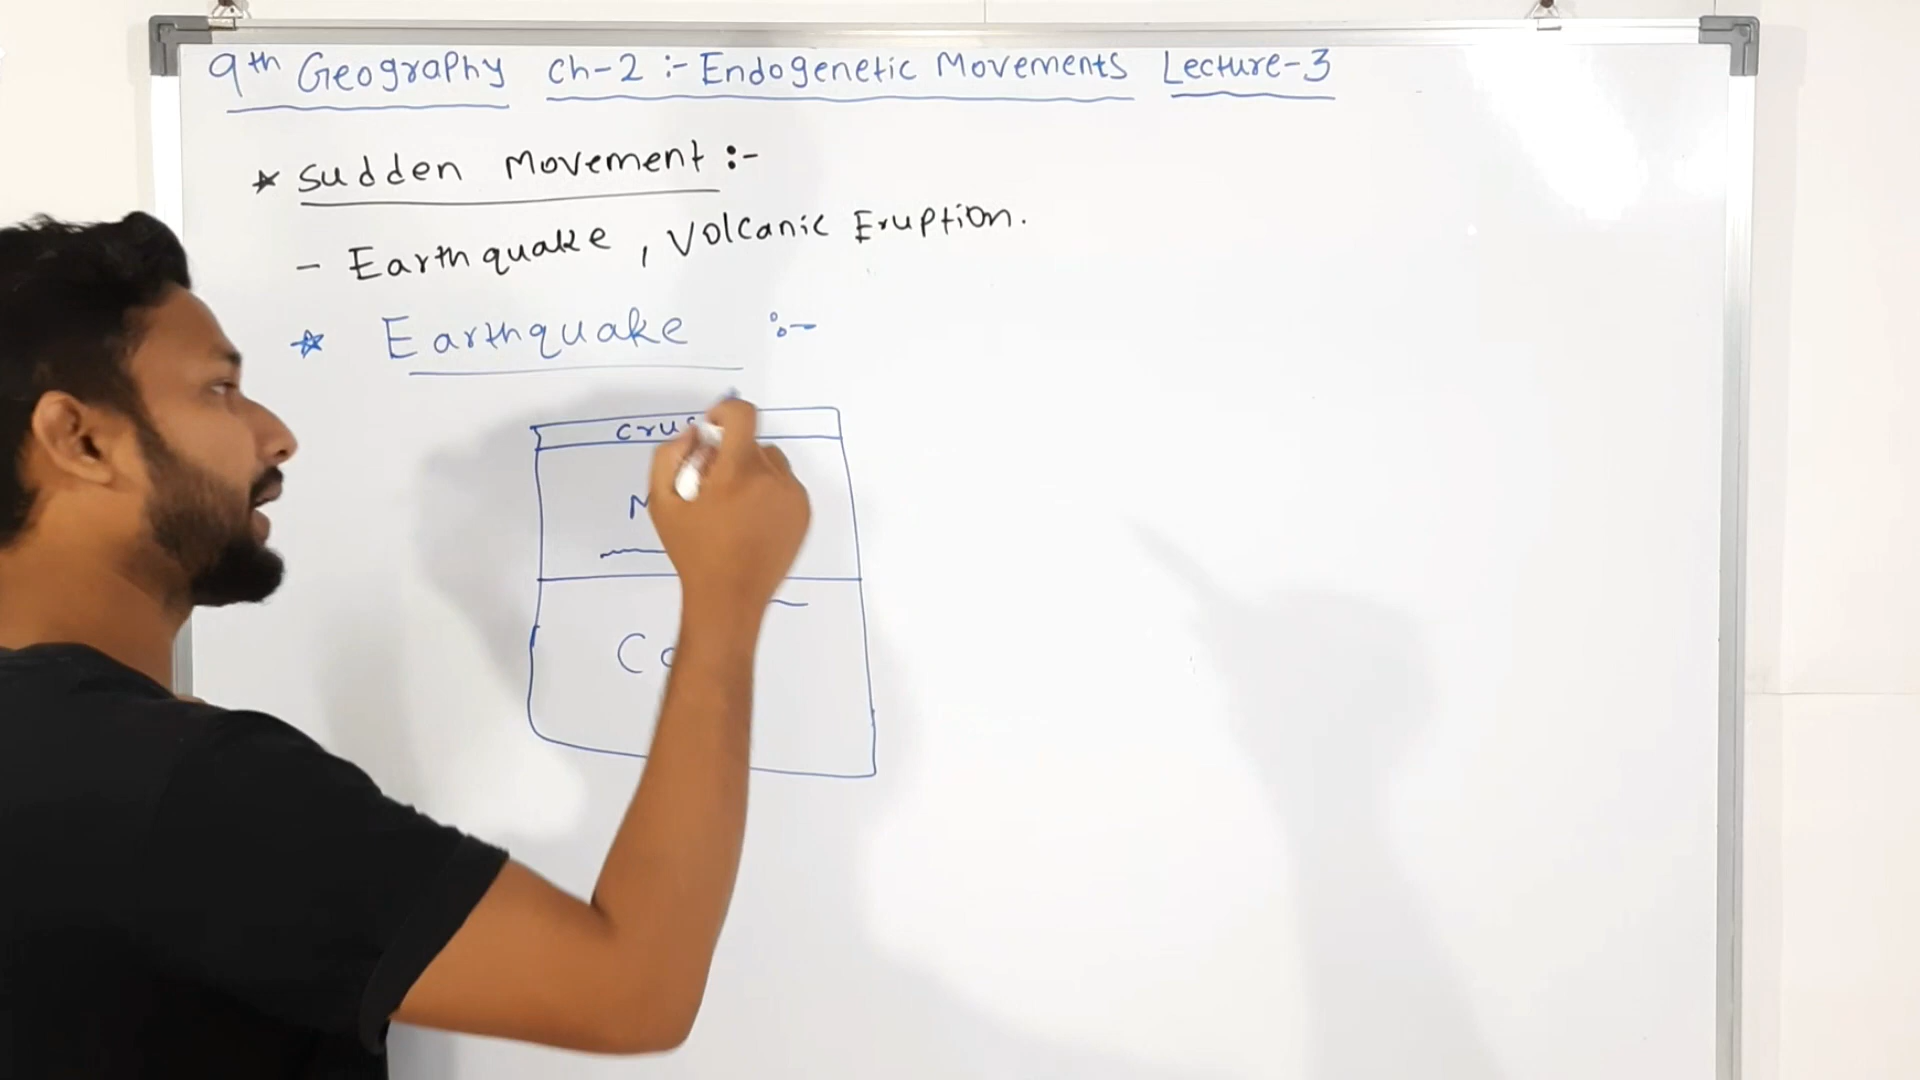 9th Geography ch-2 :- Endogenetic Movements Lecture-3
* Sudden Movement :-
- Earthquake , Volcanic Eruption.
* Earthquake :-